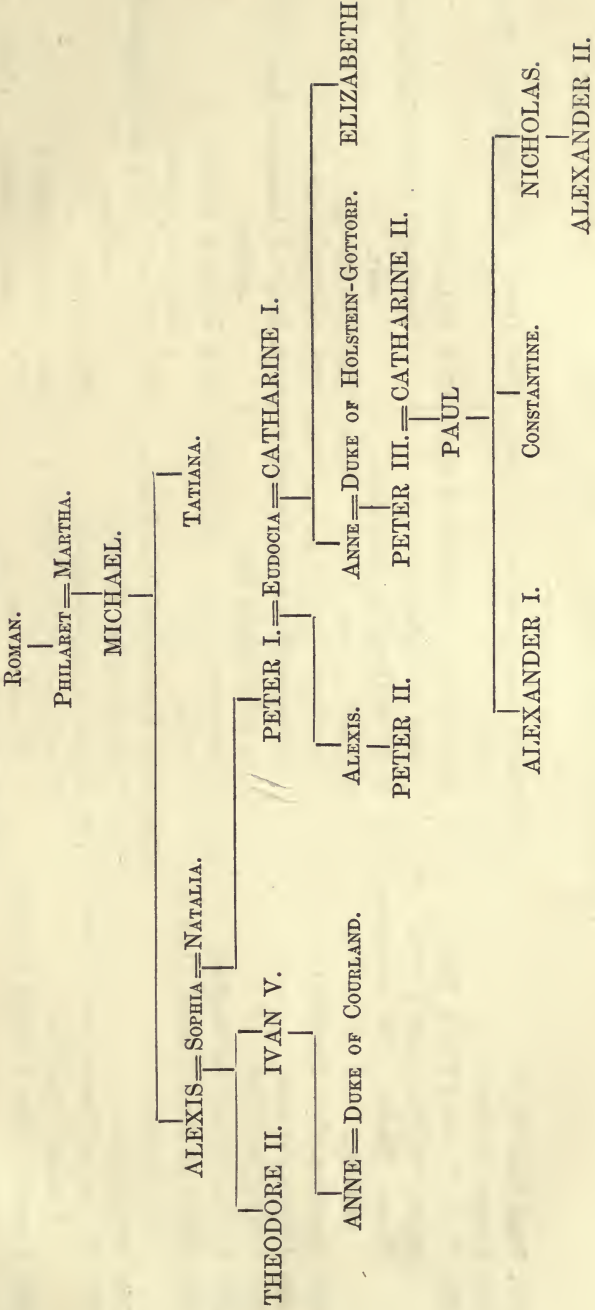 ROMAN.
PHILARET=MARTHA.
MICHAEL.
ALEXIS=SOPHIA=NATALIA.
TATIANA.
THEODORE II.
IVAN V.
PETER I.=EUDOCIA=CATHARINE I.
ANNE=DUKE OF COURLAND.
ALEXIS.
ANNE=DUKE OF HOLSTEIN-GOTTORP.
ELIZABETH
PETER II.
PETER III.=CATHARINE II.
PAUL
ALEXANDER I.
CONSTANTINE.
NICHOLAS.
ALEXANDER II.